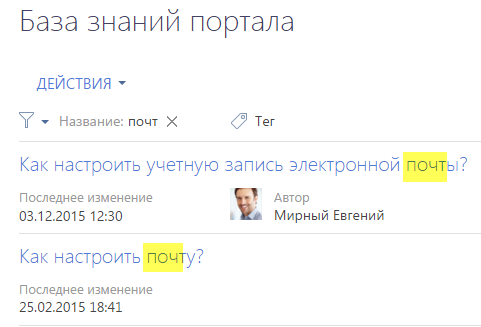 База знаний портала
ДЕЙСТВИЯ
Название: почт Тег
Как настроить учетную запись электронной почты?
Последнее изменение Автор
03.12.2015 12:30 Мирный Евгений
Как настроить почту?
Последнее изменение
25.02.2015 18:41